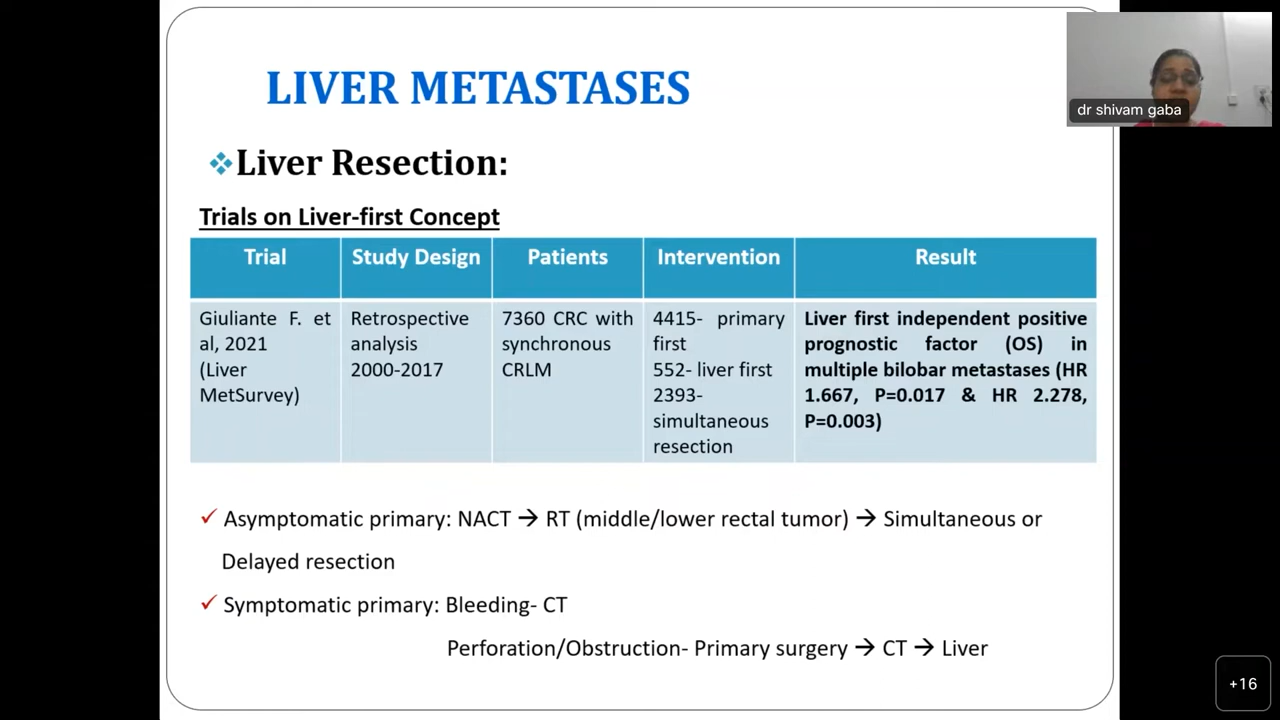 LIVER METASTASES
dr shivam gaba
❖Liver Resection:
Trials on Liver-first Concept
Trial
Study Design
Patients
Intervention
Result
Giuliante F. et
al, 2021
(Liver
MetSurvey)
Retrospective
analysis
2000-2017
7360 CRC with
synchronous
CRLM
4415- primary
first
552- liver first
2393-
simultaneous
resection
Liver first independent positive
prognostic factor (OS) in
multiple bilobar metastases (HR
1.667, P=0.017 & HR 2.278,
P=0.003)
✓ Asymptomatic primary: NACT → RT (middle/lower rectal tumor) → Simultaneous or
Delayed resection
✓ Symptomatic primary: Bleeding- CT
Perforation/Obstruction- Primary surgery → CT → Liver
+16